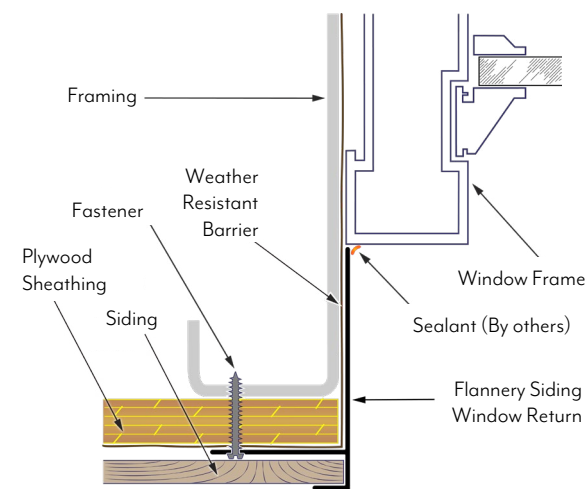 Framing
Weather
Resistant
Barrier
Fastener
Plywood
Sheathing
Siding
Window Frame
Sealant (By others)
Flannery Siding
Window Return